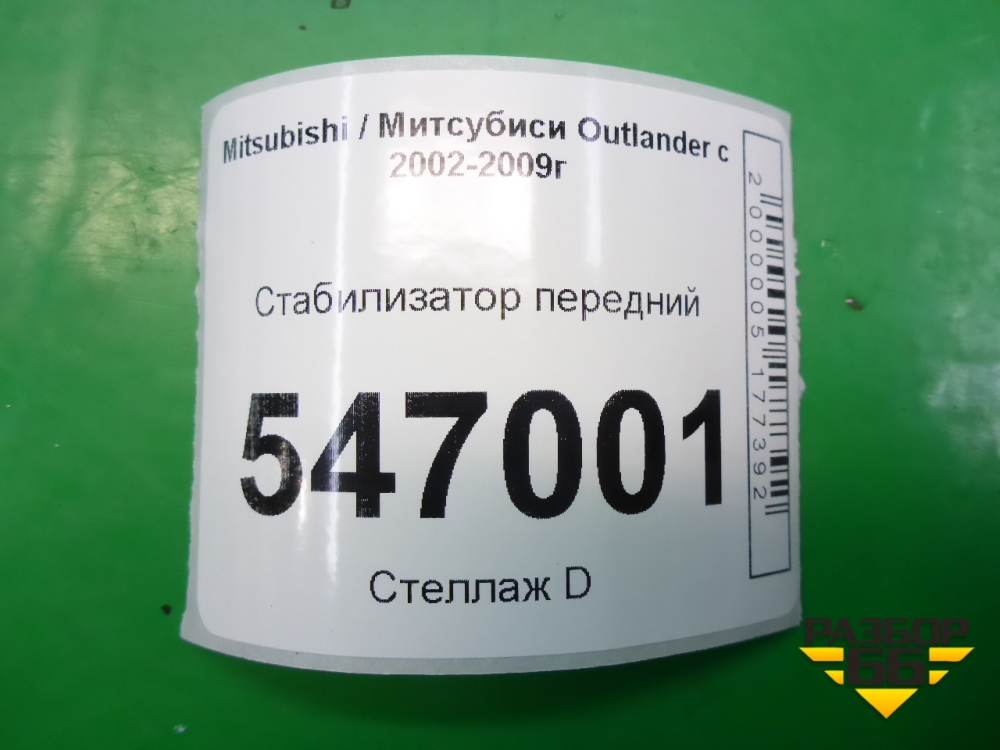 Mitsubishi / Митсубиси Outlander с
2002-2009г
Стабилизатор передний
547001
Стеллаж D
2000005177392
РАЗБОР
66